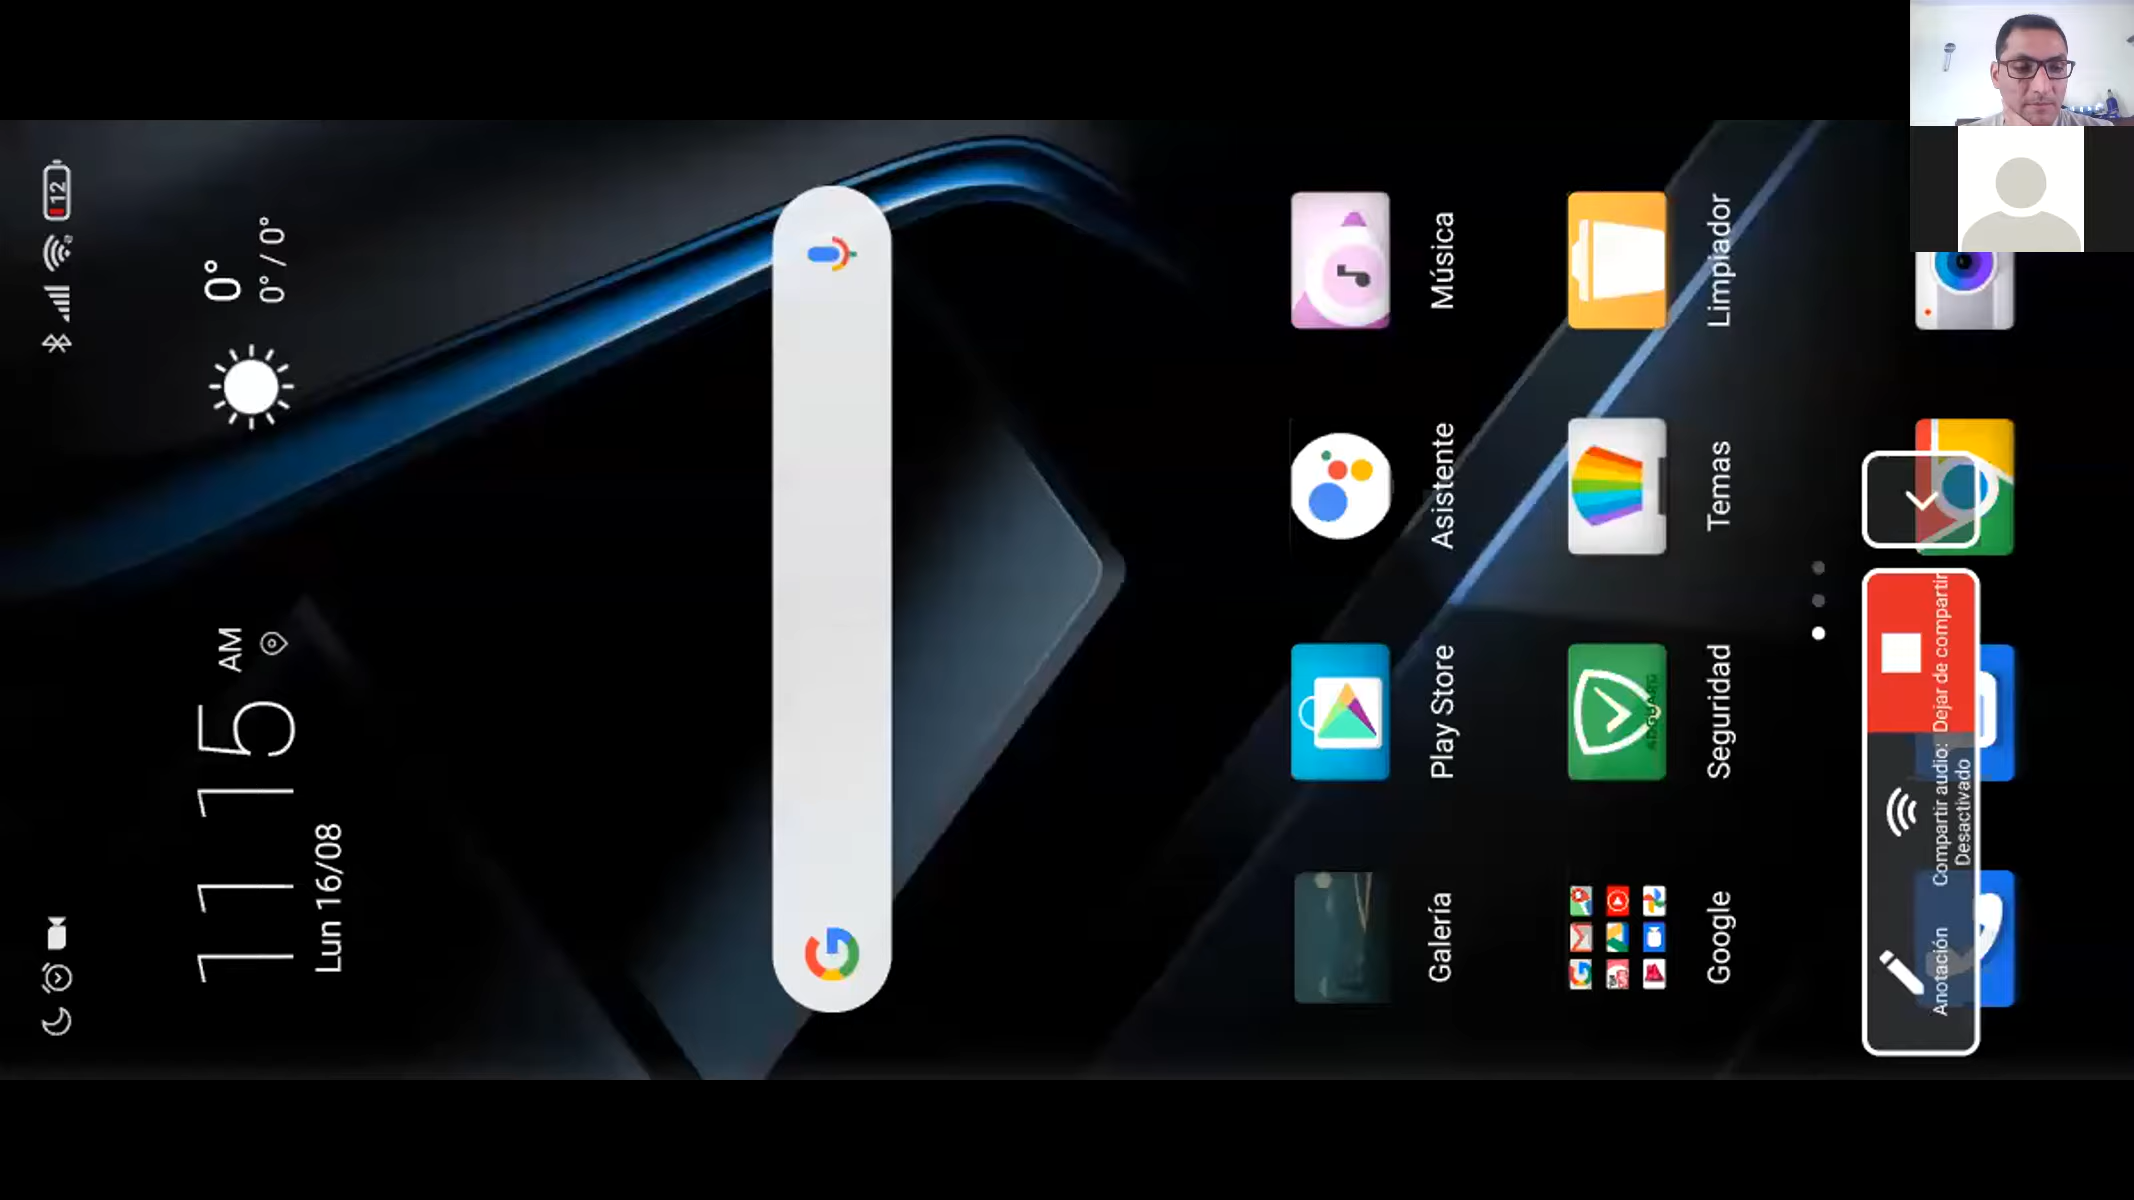 12
11 15 AM
Lun 16/08
0°
0° / 0°
Galería
Play Store
Asistente
Música
Google
Seguridad
ADGUARD
Temas
Limpiador
Anotación
Compartir audio:
Desactivado
Dejar de compartir